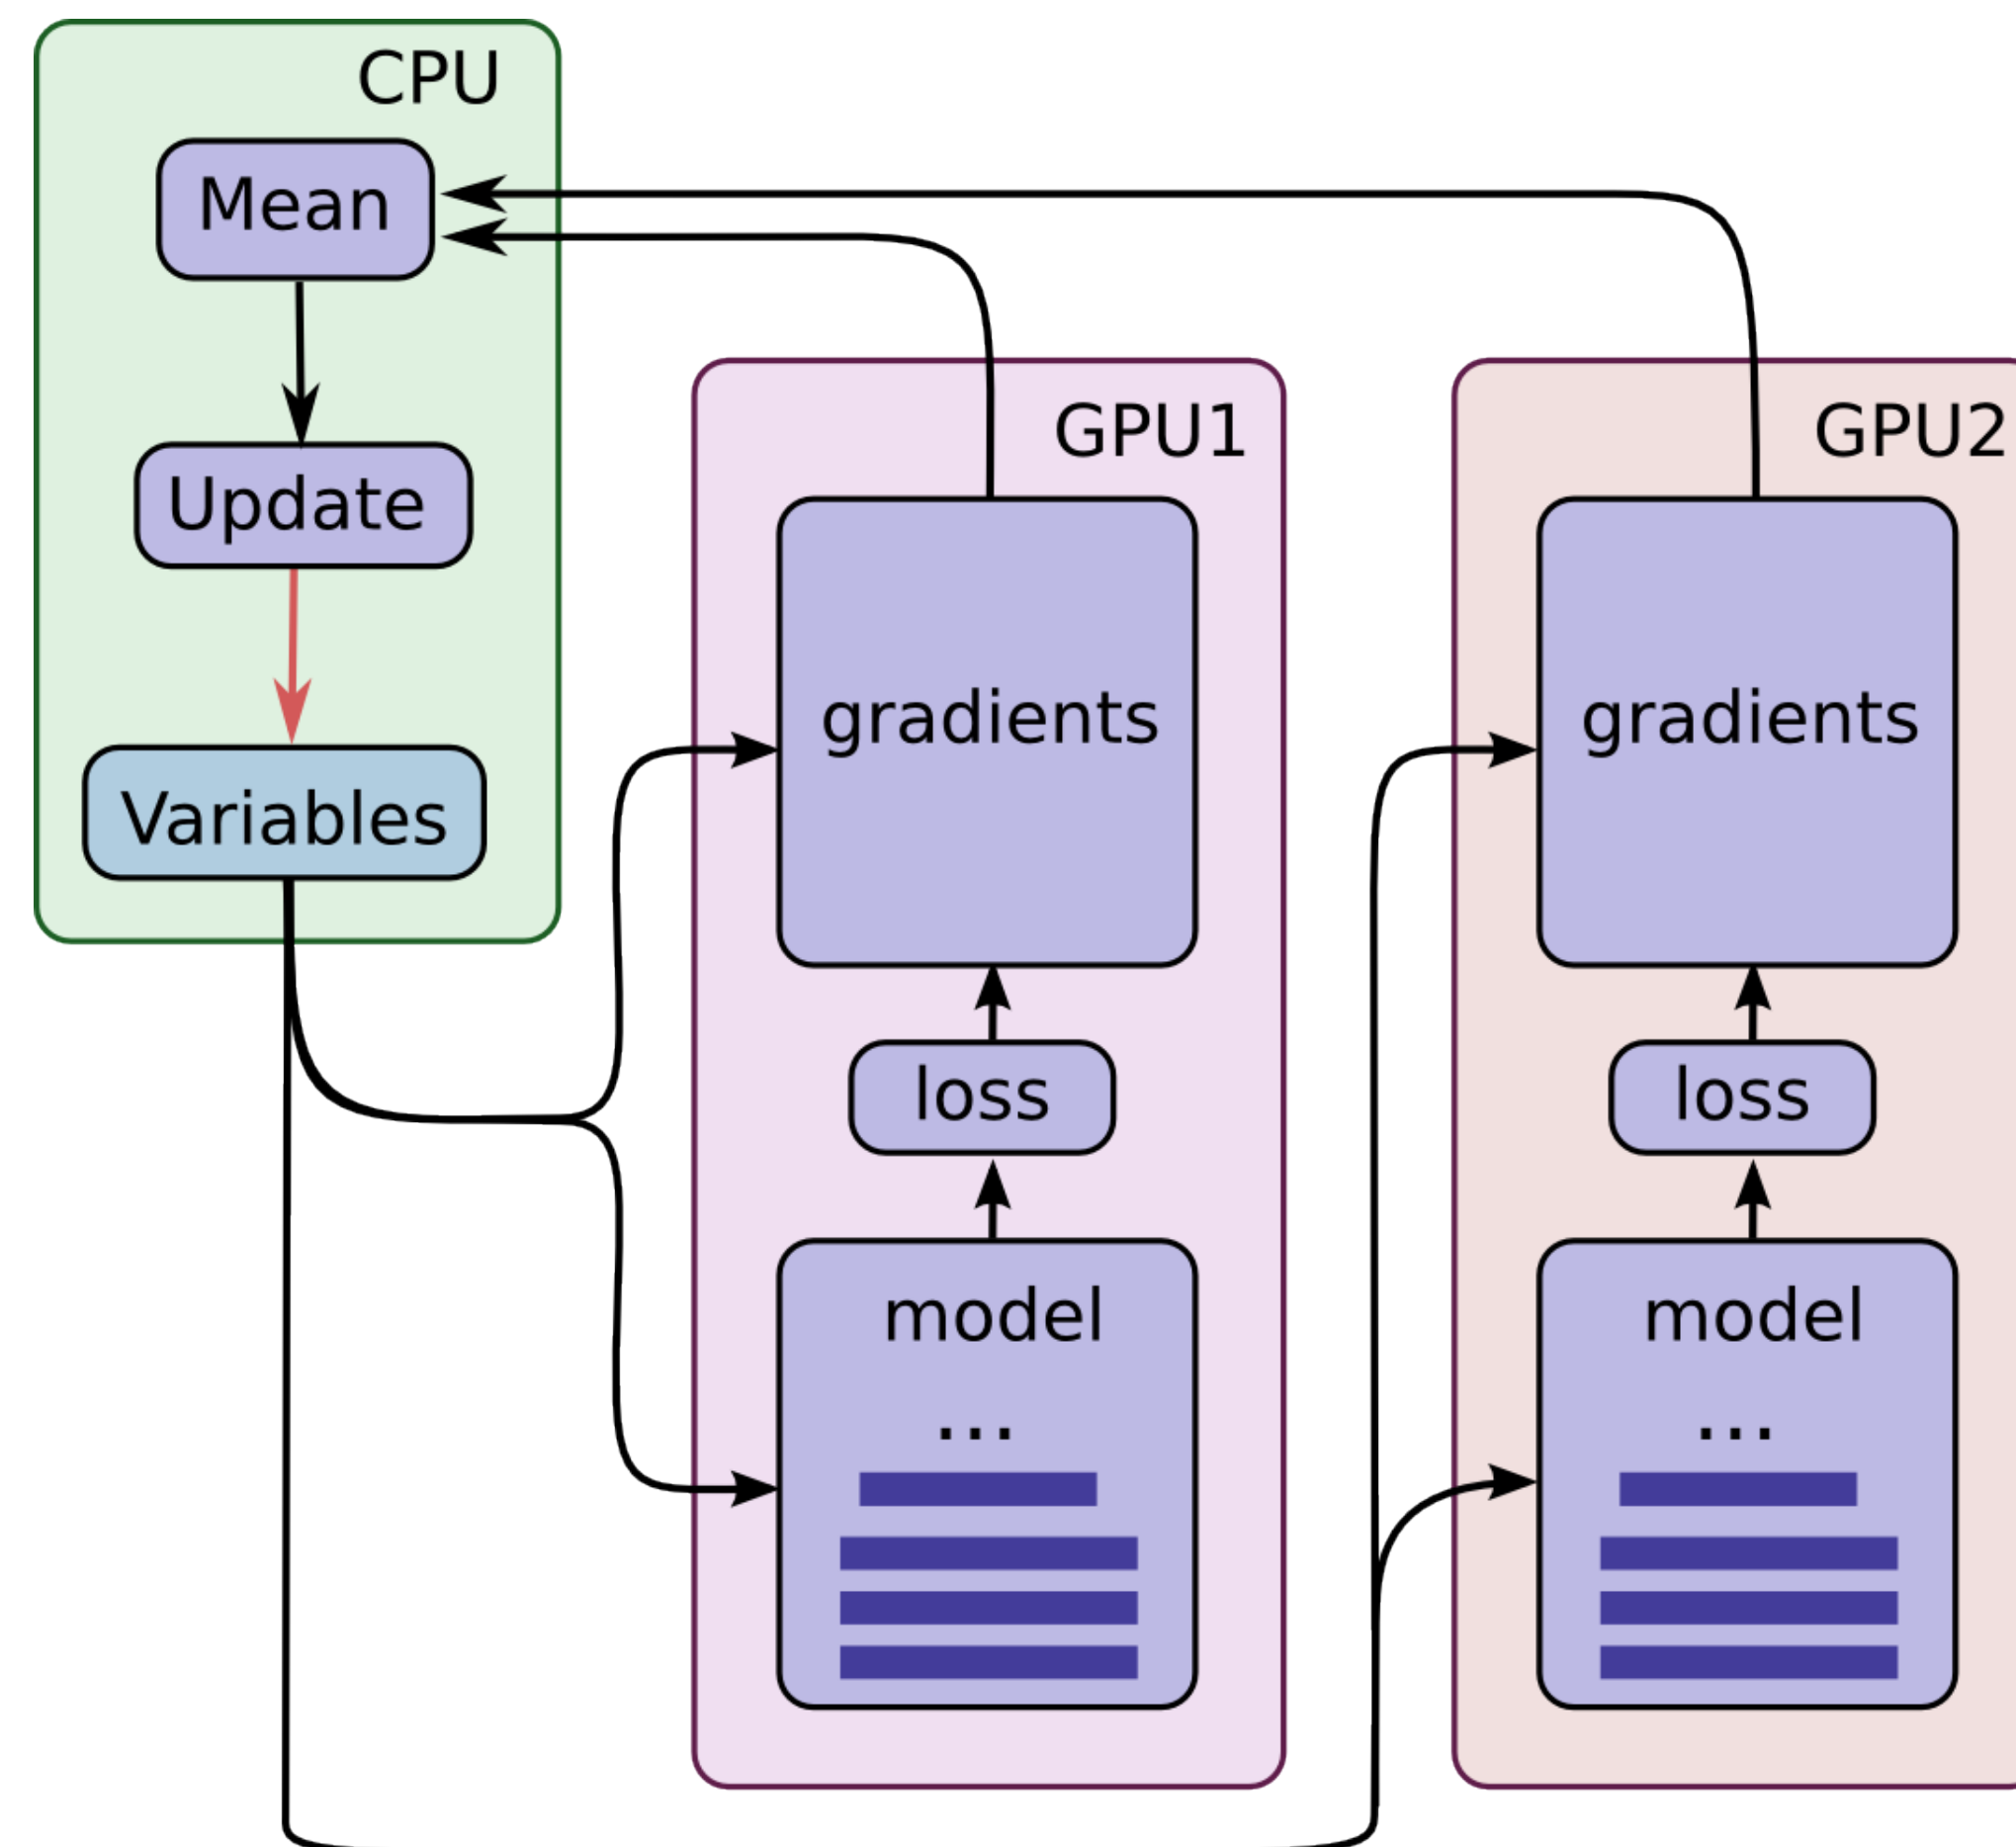 CPU
Mean
Update
Variables
GPU1
gradients
loss
model
...
GPU2
gradients
loss
model
...